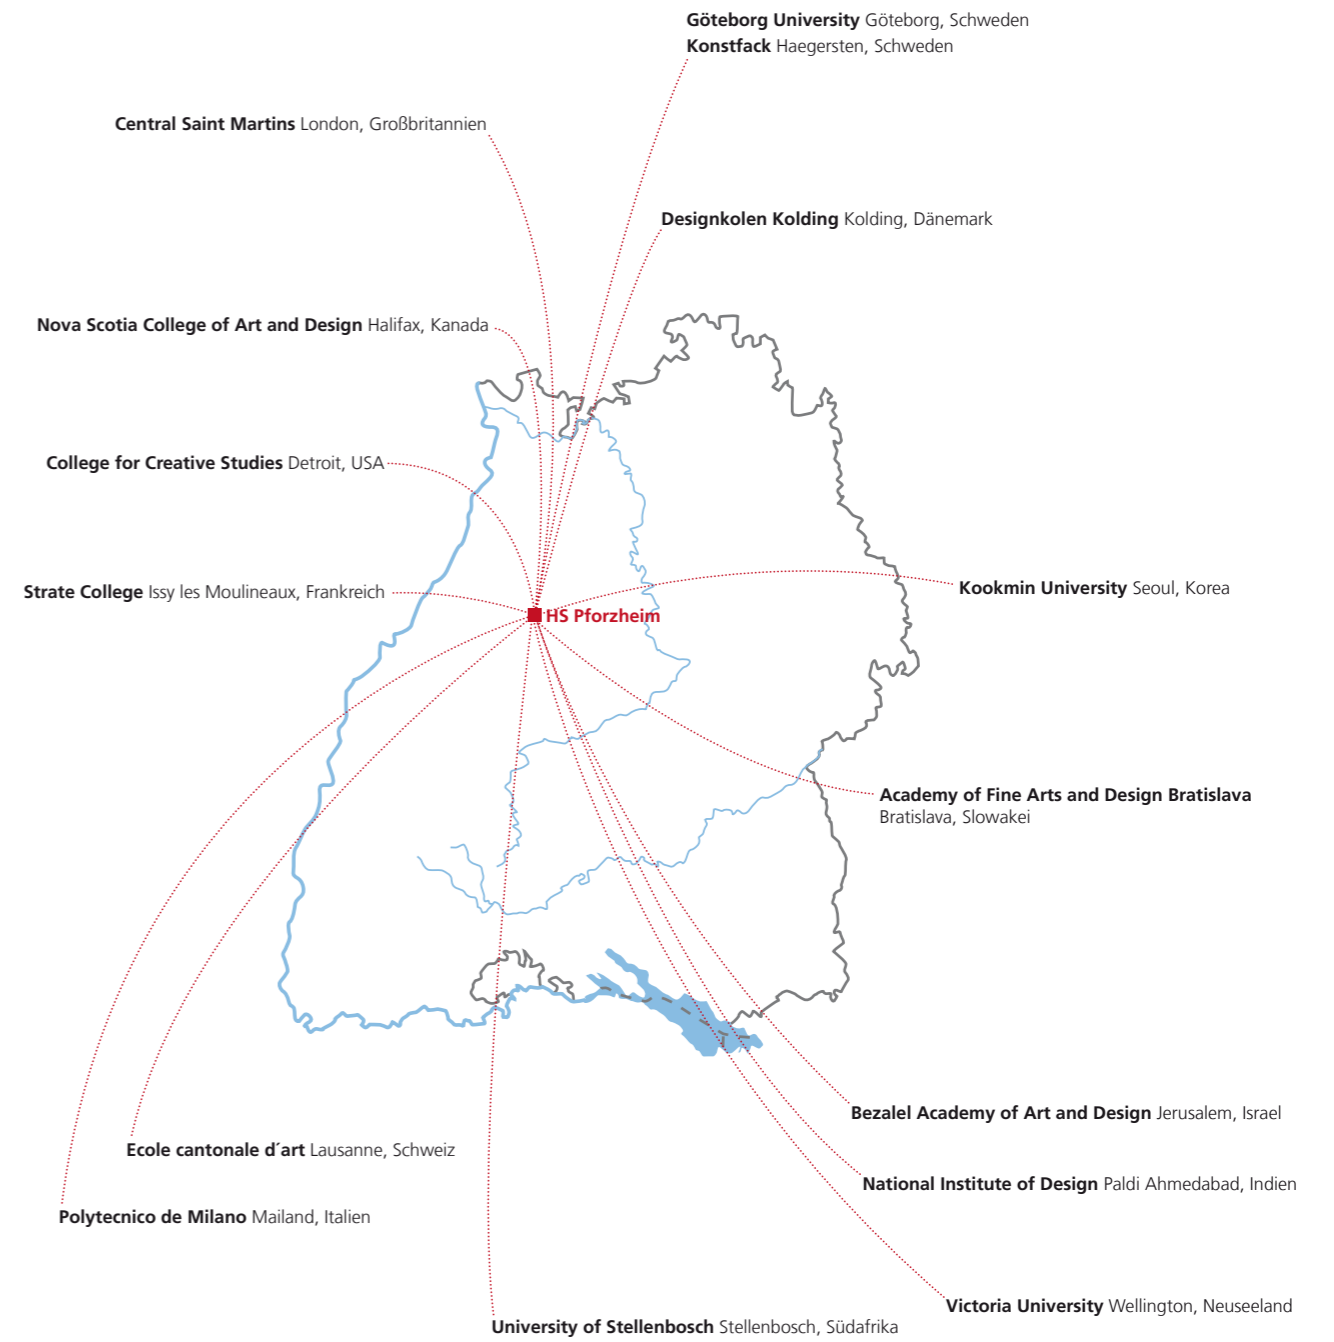 Göteborg University Göteborg, Schweden
Konstfack Haegersten, Schweden
Central Saint Martins London, Großbritannien
Designkolen Kolding Kolding, Dänemark
Nova Scotia College of Art and Design Halifax, Kanada
College for Creative Studies Detroit, USA
Strate College Issy les Moulineaux, Frankreich
Kookmin University Seoul, Korea
HS Pforzheim
Academy of Fine Arts and Design Bratislava
Bratislava, Slowakei
Bezalel Academy of Art and Design Jerusalem, Israel
Ecole cantonale d´art Lausanne, Schweiz
National Institute of Design Paldi Ahmedabad, Indien
Polytecnico de Milano Mailand, Italien
Victoria University Wellington, Neuseeland
University of Stellenbosch Stellenbosch, Südafrika